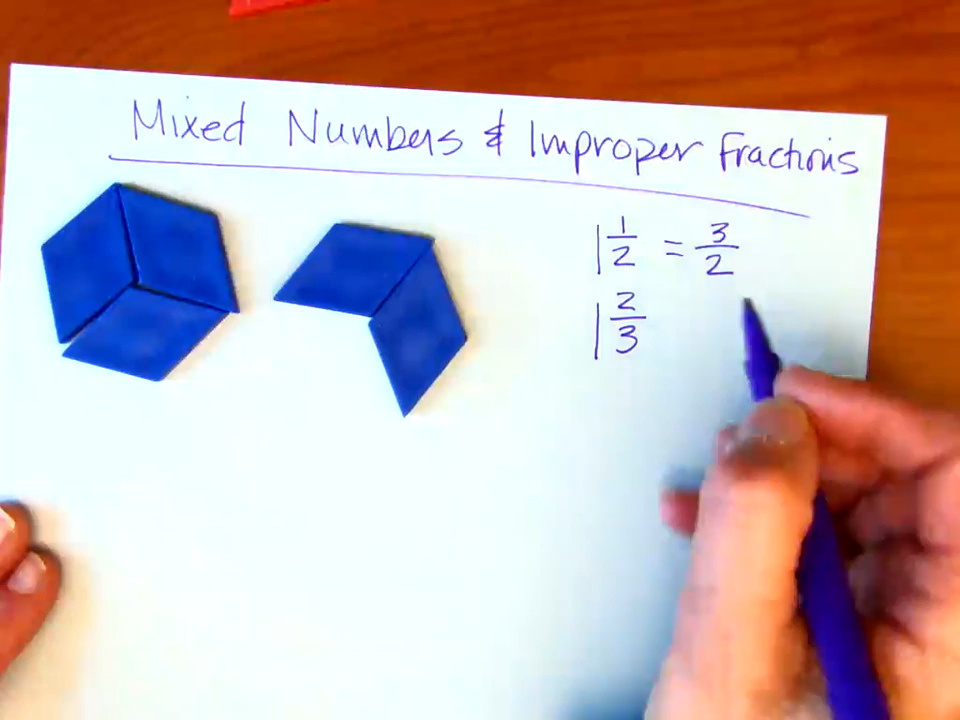 Mixed Numbers & Improper Fractions
1 1/2 = 3/2
1 2/3